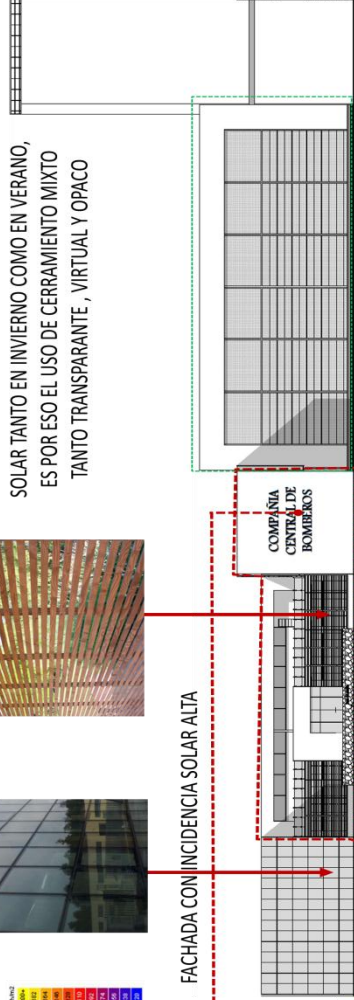 SOLAR TANTO EN INVIERNO COMO EN VERANO,
ES POR ESO EL USO DE CERRAMIENTO MIXTO
TANTO TRANSPARANTE , VIRTUAL Y OPACO
FACHADA CON INCIDENCIA SOLAR ALTA
COMPAÑIA
CENTRAL DE
BOMBEROS